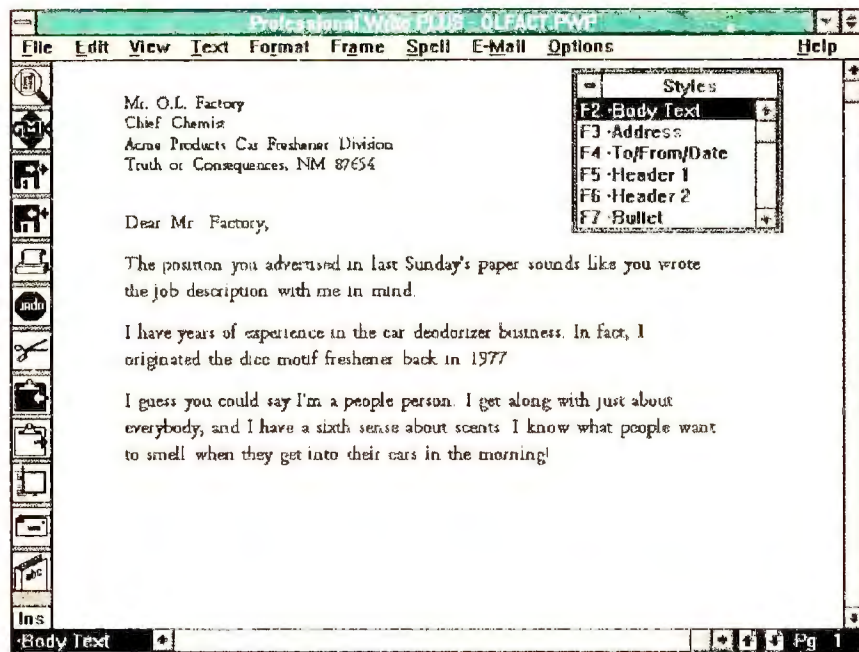 Professional Write PLUS - OLFACT.PWP
File Edit View Text Format Frame Spell E-Mail Options Help
Styles
F2 ·Body Text
F3 ·Address
F4 ·To/From/Date
F5 ·Header 1
F6 ·Header 2
F7 ·Bullet
Mr. O.L. Factory
Chief Chemist
Acme Products Car Freshener Division
Truth or Consequences, NM 87654
Dear Mr. Factory,
The position you advertised in last Sunday's paper sounds like you wrote
the job description with me in mind.
I have years of experience in the car deodorizer business. In fact, I
originated the dice motif freshener back in 1977
I guess you could say I'm a people person. I get along with just about
everybody, and I have a sixth sense about scents. I know what people want
to smell when they get into their cars in the morning!
undo
abc
Ins
·Body Text Pg 1